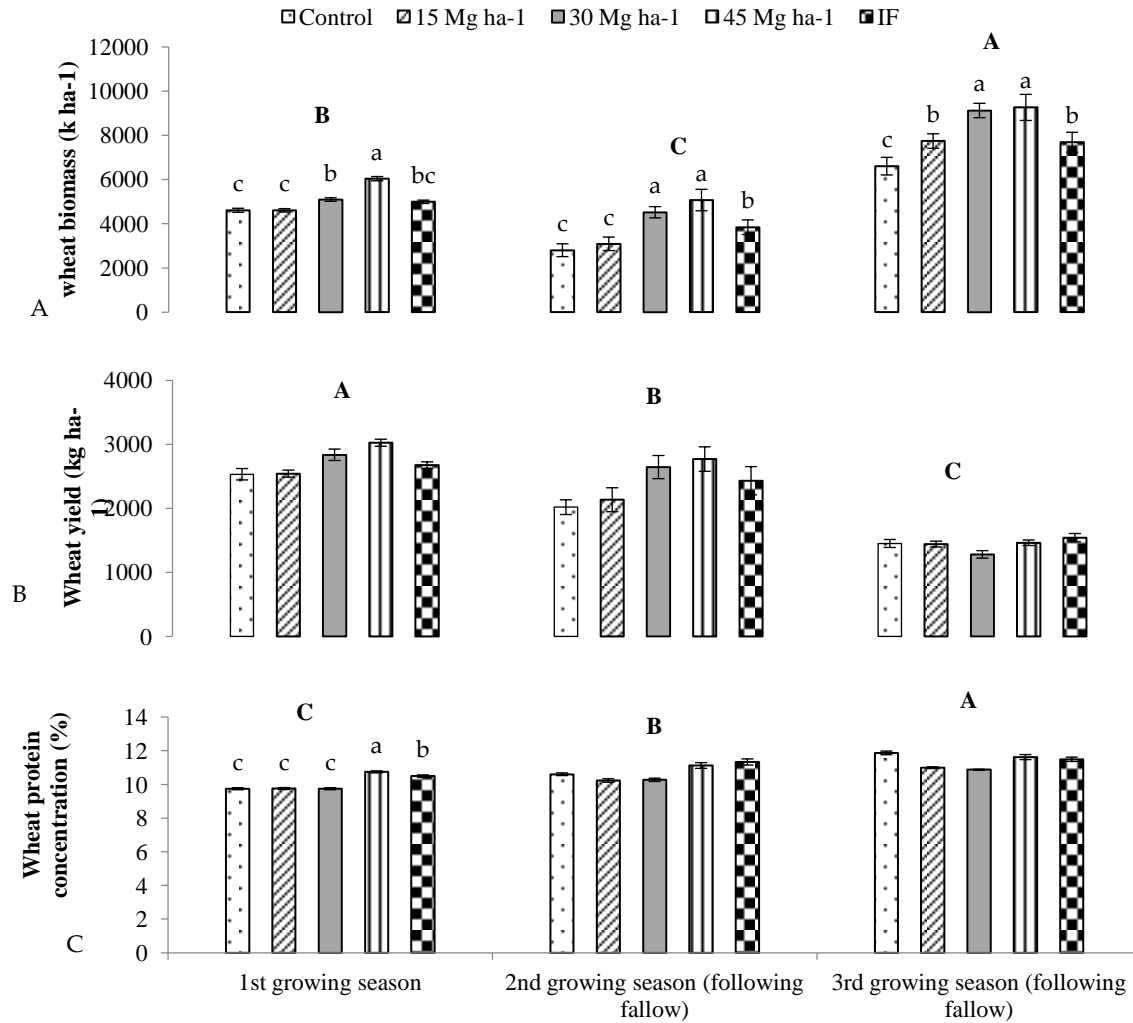 Control 15 Mg ha-1 30 Mg ha-1 45 Mg ha-1 IF
wheat biomass (k ha-1)
12000
10000
8000
6000
4000
2000
0
A
B
c c b a bc
C
c c a a b
A
c b a a b
Wheat yield (kg ha-
1)
4000
3000
2000
1000
0
B
A
B
C
Wheat protein
concentration (%)
14
12
10
8
6
4
2
0
C
C
c c c a b
B
A
1st growing season
2nd growing season (following
fallow)
3rd growing season (following
fallow)